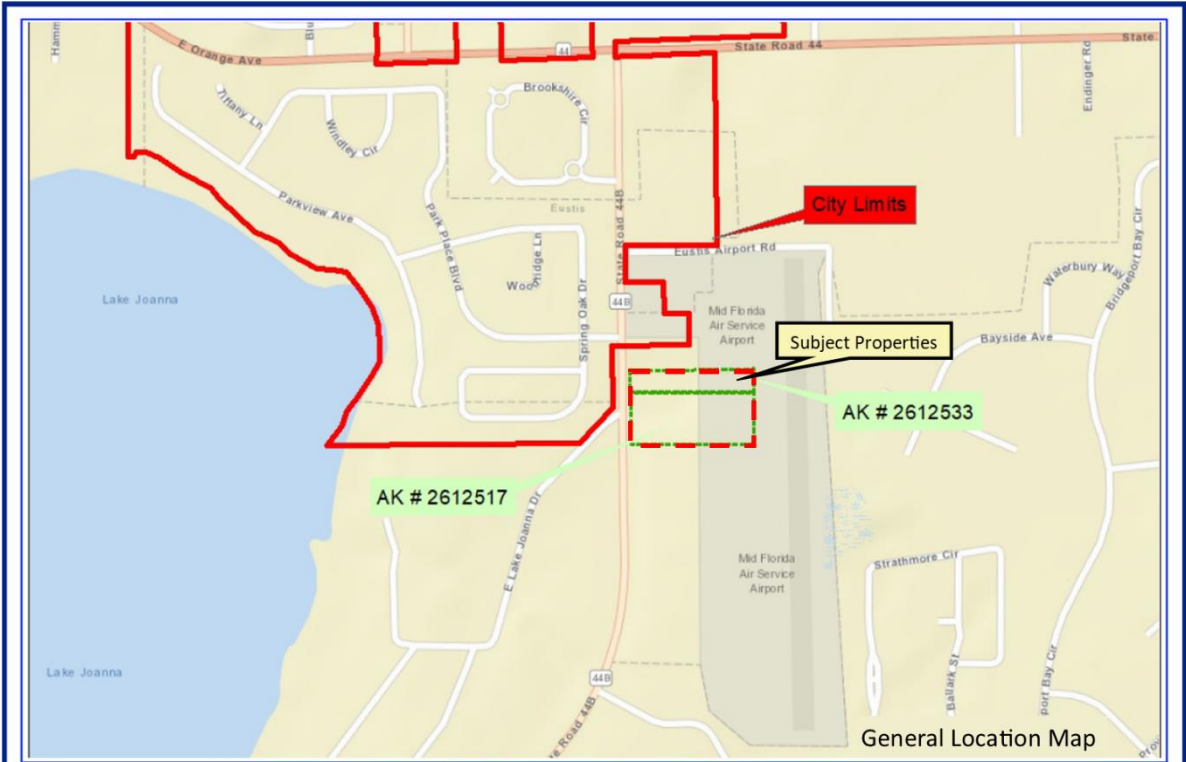 Hamm
Blu
E Orange Ave
44
State Road 44
State
Endinger Rd
Tiffany Ln
Windley Cir
Brookshire Cir
Parkview Ave
Park Place Blvd
Eustis
State Road 44B
City Limits
Eustis Airport Rd
Bridgeport Bay Cir
Waterbury Way
Lake Joanna
Woo
ridge Ln
Spring Oak Dr
44B
Mid Florida
Air Service
Airport
Subject Properties
Bayside Ave
AK # 2612533
AK # 2612517
E Lake Joanna Dr
Mid Florida
Air Service
Airport
Strathmore Cir
Lake Joanna
44B
te Road 44B
Ballark St
port Bay Cir
General Location Map
Pro